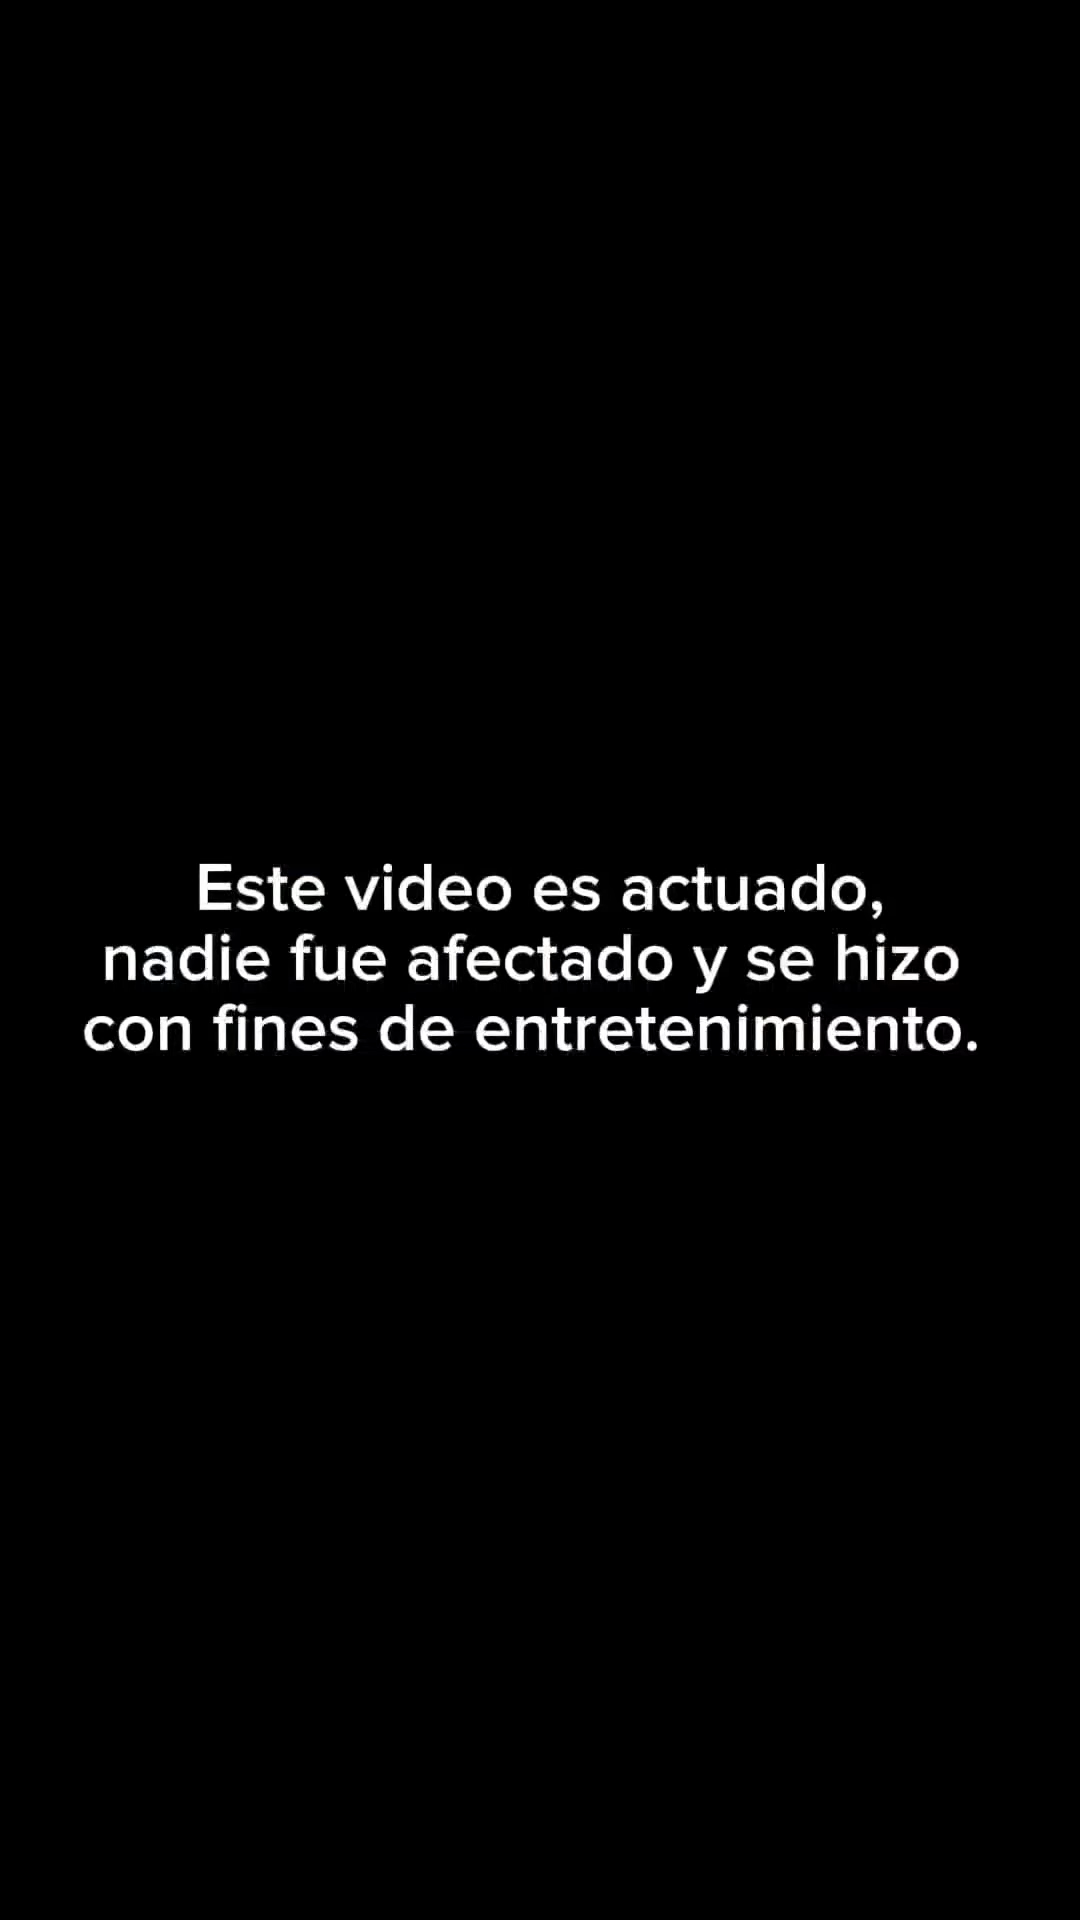 Este video es actuado,
nadie fue afectado y se hizo
con fines de entretenimiento.